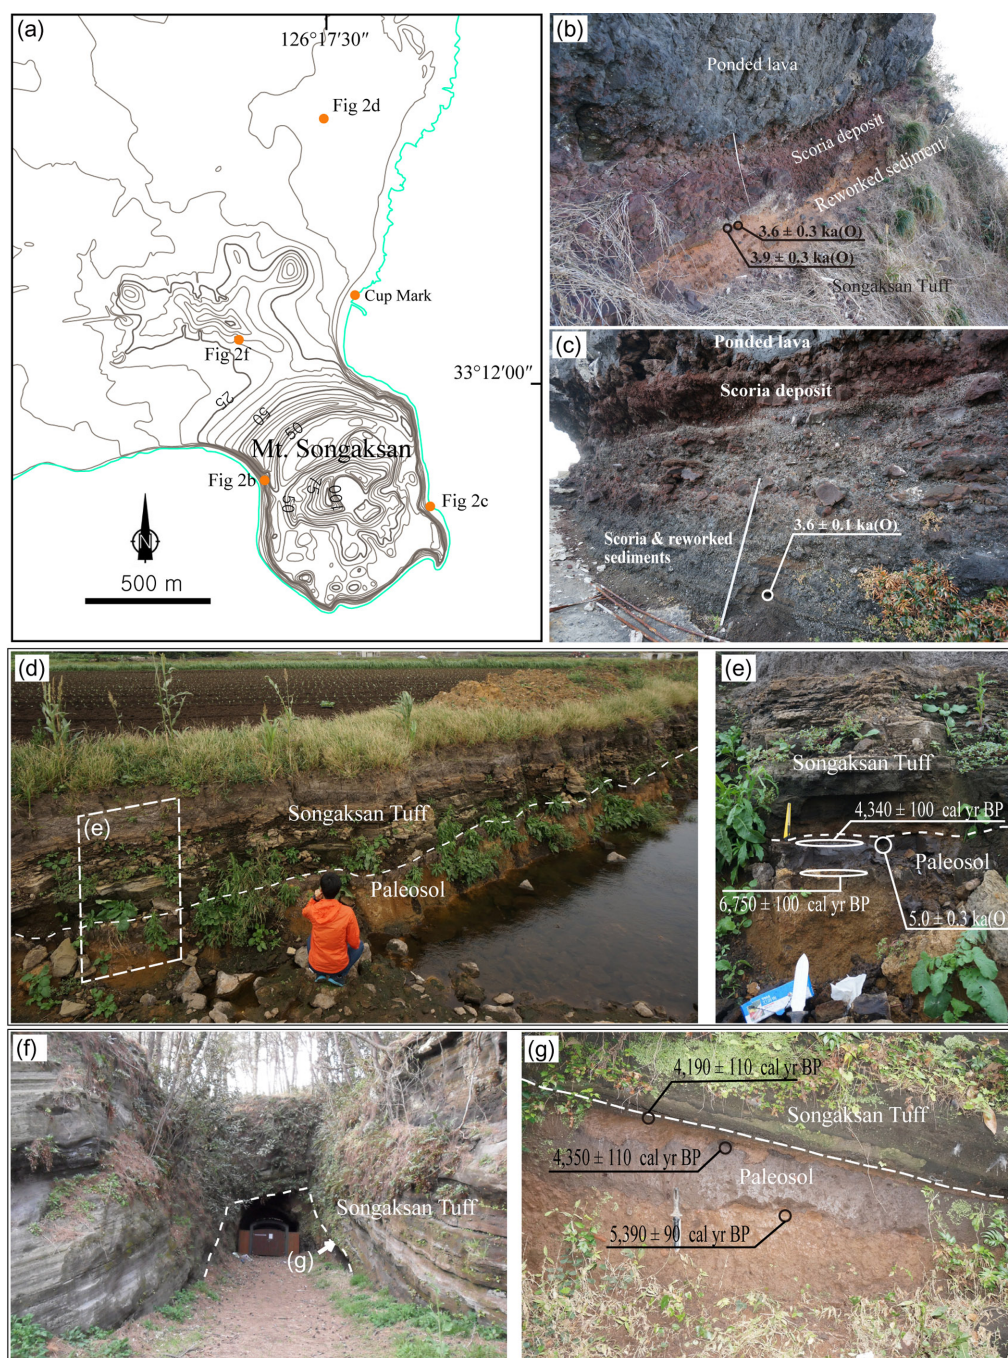 (a)
126°17′30″
Fig 2d
Cup Mark
Fig 2f
33°12′00″
25
50
Mt. Songaksan
Fig 2b
50
75
100
Fig 2c
N
500 m
(b)
Ponded lava
Scoria deposit
Reworked sediment
3.6 ± 0.3 ka(O)
3.9 ± 0.3 ka(O)
Songaksan Tuff
(c)
Ponded lava
Scoria deposit
3.6 ± 0.1 ka(O)
Scoria & reworked
sediments
(d)
Songaksan Tuff
(e)
Paleosol
(e)
Songaksan Tuff
4,340 ± 100 cal yr BP
Paleosol
6,750 ± 100 cal yr BP
5.0 ± 0.3 ka(O
(f)
Songaksan Tuff
(g)
(g)
4,190 ± 110 cal yr BP
Songaksan Tuff
4,350 ± 110 cal yr BP
Paleosol
5,390 ± 90 cal yr BP